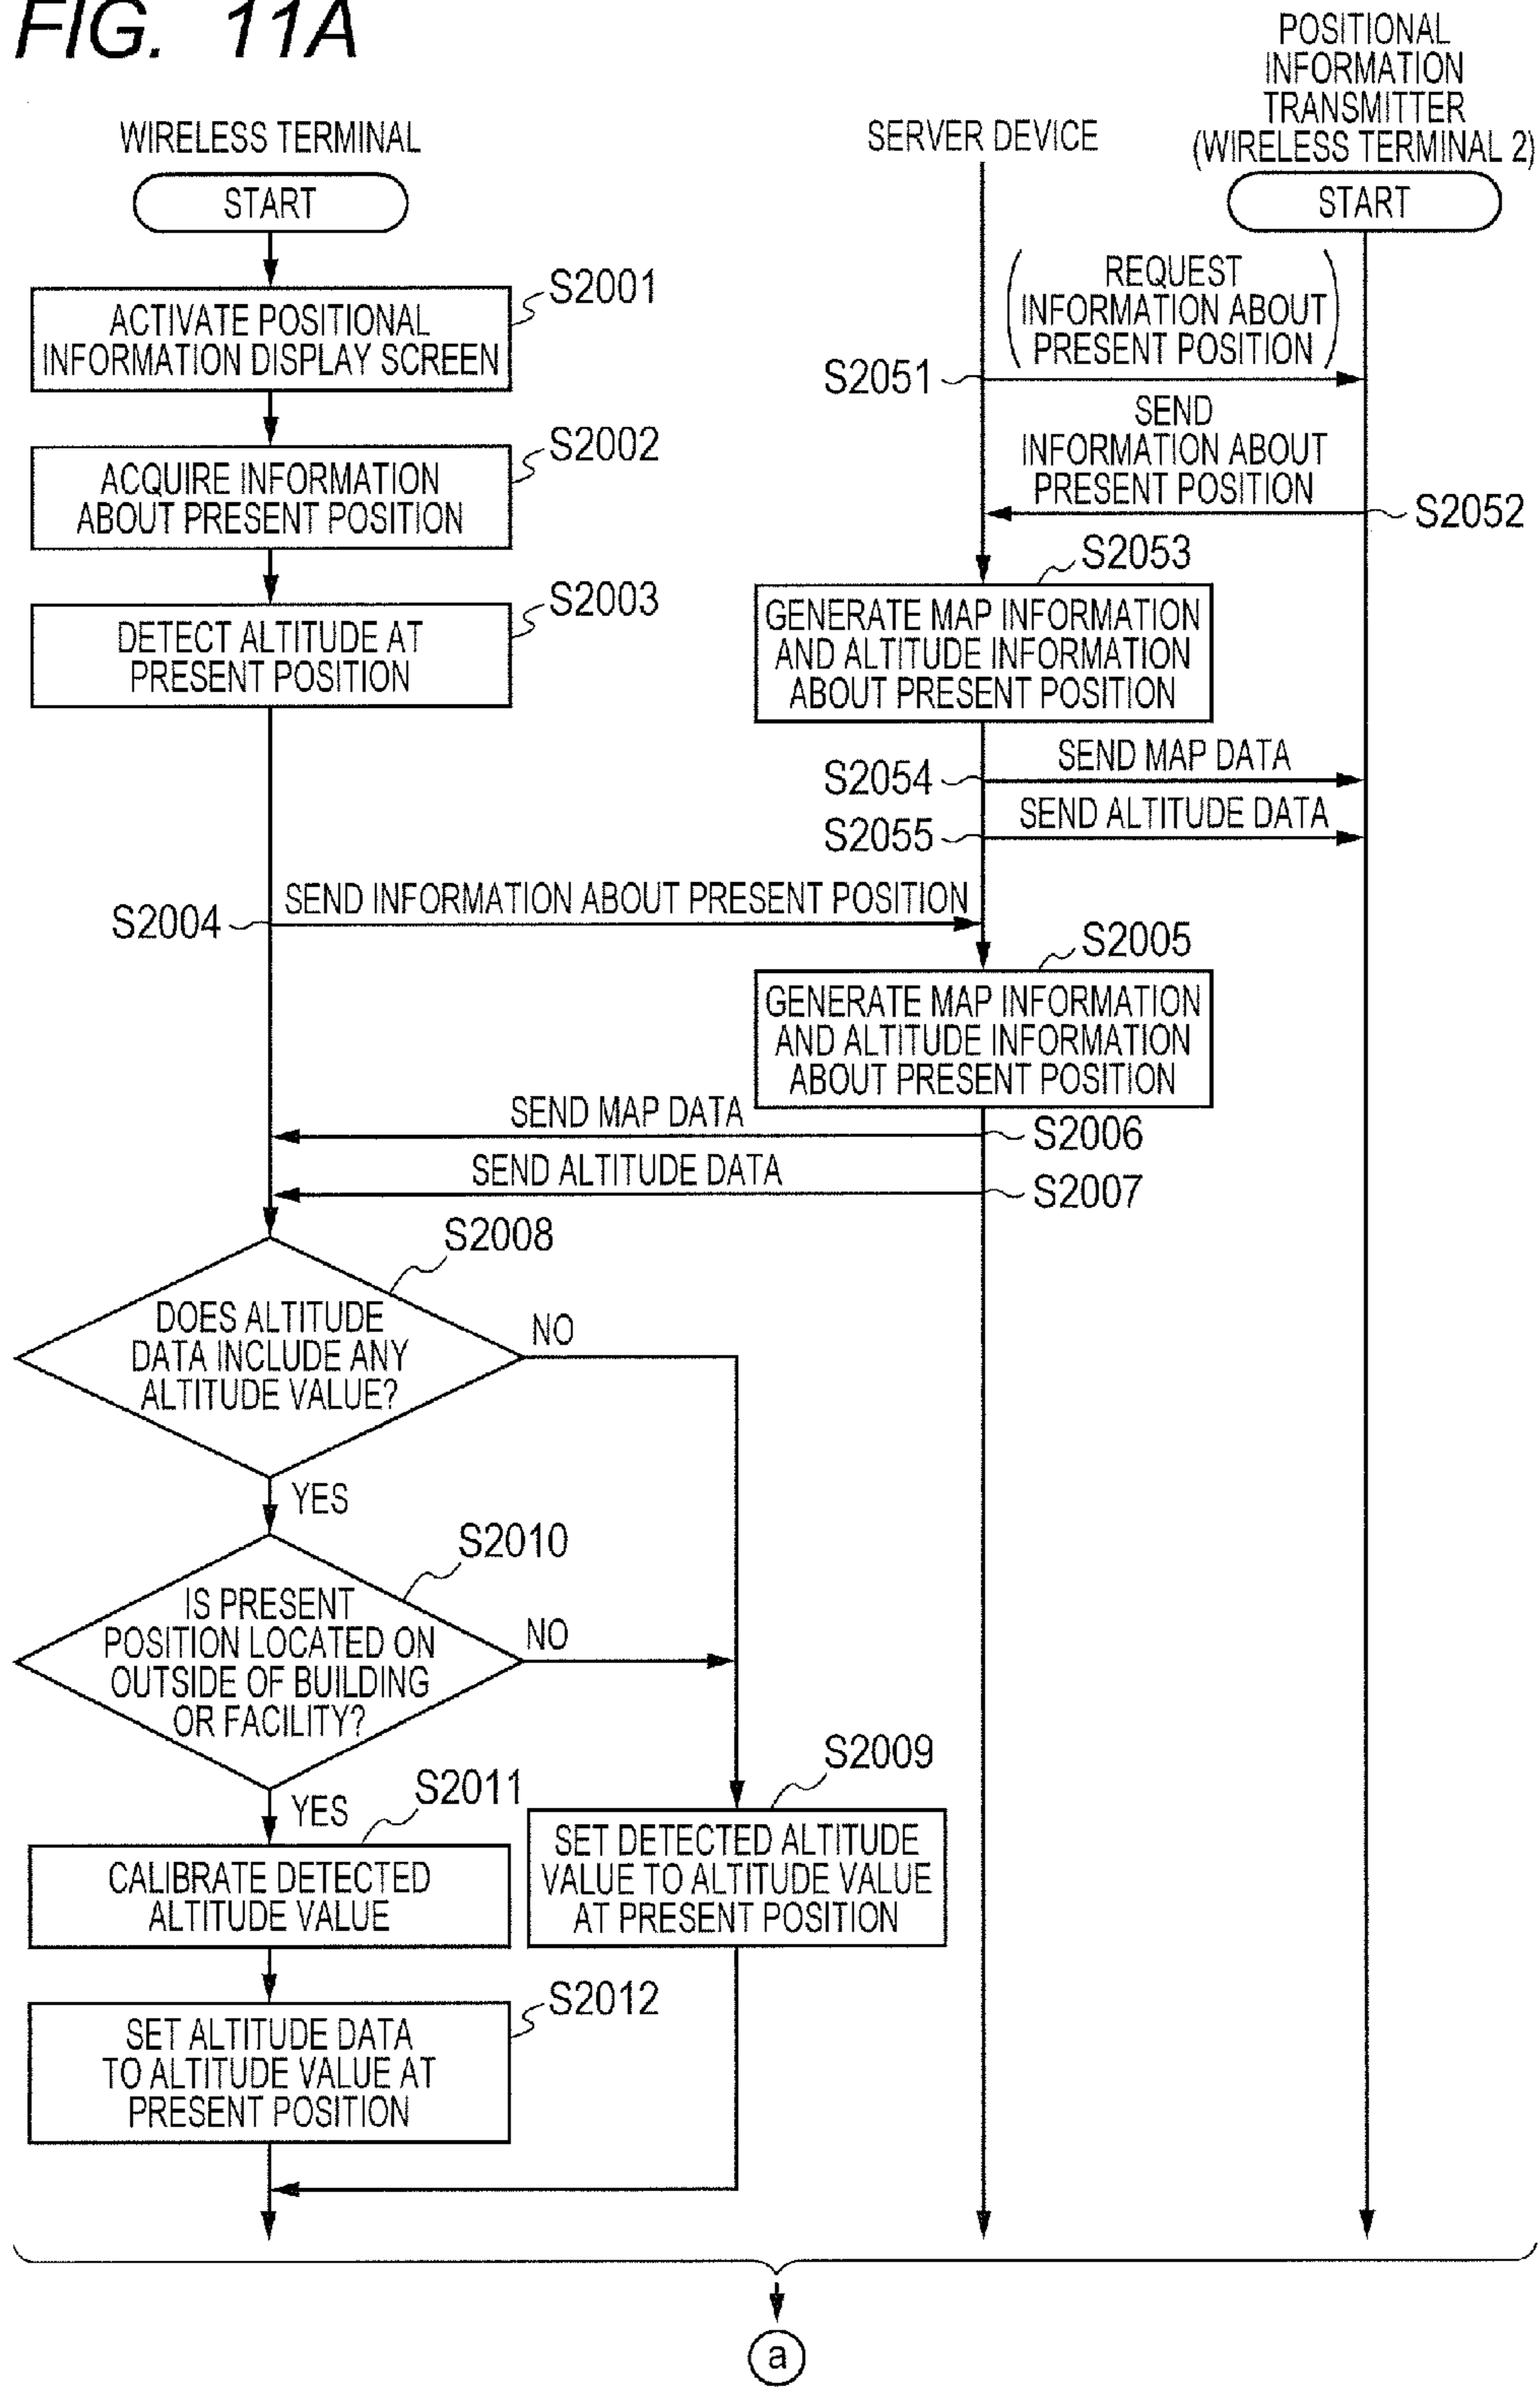 FIG. 11A
POSITIONAL
INFORMATION
TRANSMITTER
(WIRELESS TERMINAL 2)
WIRELESS TERMINAL
SERVER DEVICE
START
START
S2001
ACTIVATE POSITIONAL
INFORMATION DISPLAY SCREEN
(REQUEST
INFORMATION ABOUT
PRESENT POSITION)
S2051
S2002
ACQUIRE INFORMATION
ABOUT PRESENT POSITION
SEND
INFORMATION ABOUT
PRESENT POSITION
S2052
S2003
DETECT ALTITUDE AT
PRESENT POSITION
S2053
GENERATE MAP INFORMATION
AND ALTITUDE INFORMATION
ABOUT PRESENT POSITION
SEND MAP DATA
S2054
SEND ALTITUDE DATA
S2055
SEND INFORMATION ABOUT PRESENT POSITION
S2004
S2005
GENERATE MAP INFORMATION
AND ALTITUDE INFORMATION
ABOUT PRESENT POSITION
SEND MAP DATA
S2006
SEND ALTITUDE DATA
S2007
S2008
DOES ALTITUDE
DATA INCLUDE ANY
ALTITUDE VALUE?
NO
YES
S2010
IS PRESENT
POSITION LOCATED ON
OUTSIDE OF BUILDING
OR FACILITY?
NO
YES
S2011
CALIBRATE DETECTED
ALTITUDE VALUE
S2009
SET DETECTED ALTITUDE
VALUE TO ALTITUDE VALUE
AT PRESENT POSITION
S2012
SET ALTITUDE DATA
TO ALTITUDE VALUE AT
PRESENT POSITION
a